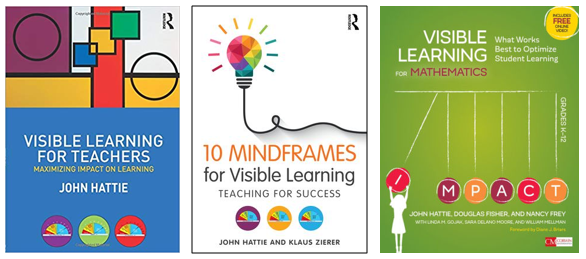 VISIBLE LEARNING
FOR TEACHERS
MAXIMIZING IMPACT ON LEARNING
JOHN HATTIE
R
10 MINDFRAMES
for Visible Learning
TEACHING FOR SUCCESS
JOHN HATTIE AND KLAUS ZIERER
INCLUDES
FREE
ONLINE
VIDEO!
VISIBLE
LEARNING
FOR MATHEMATICS
What Works
Best to Optimize
Student Learning
GRADES K-12
I M P A C T
JOHN HATTIE, DOUGLAS FISHER, AND NANCY FREY
WITH LINDA M. GOJAK, SARA DELANO MOORE, AND WILLIAM MELLMAN
Foreword by Diane J. Briars
CORWIN